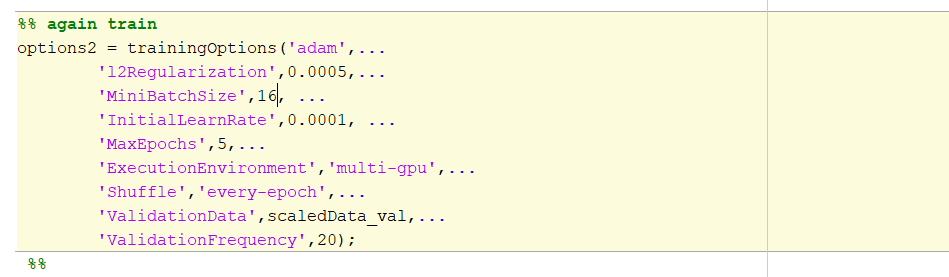 %% again train
options2 = trainingOptions('adam',...
'l2Regularization',0.0005,...
'MiniBatchSize',16, ...
'InitialLearnRate',0.0001, ...
'MaxEpochs',5,...
'ExecutionEnvironment','multi-gpu',...
'Shuffle','every-epoch',...
'ValidationData',scaledData_val,...
'ValidationFrequency',20);
%%